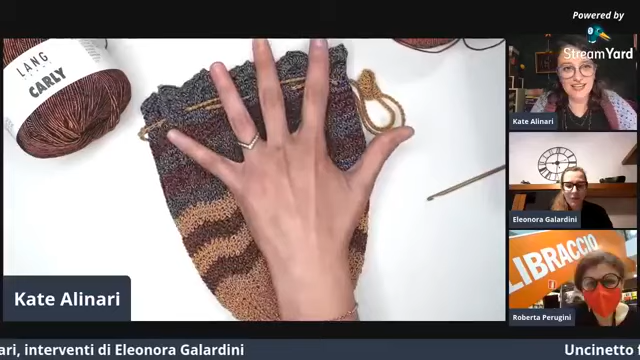 Powered by
StreamYard
LANG
YARNS
CARLY
Kate Alinari
Eleonora Galardini
LIBRACCIO
Roberta Perugini
Kate Alinari
ari, interventi di Eleonora Galardini
Uncinetto f